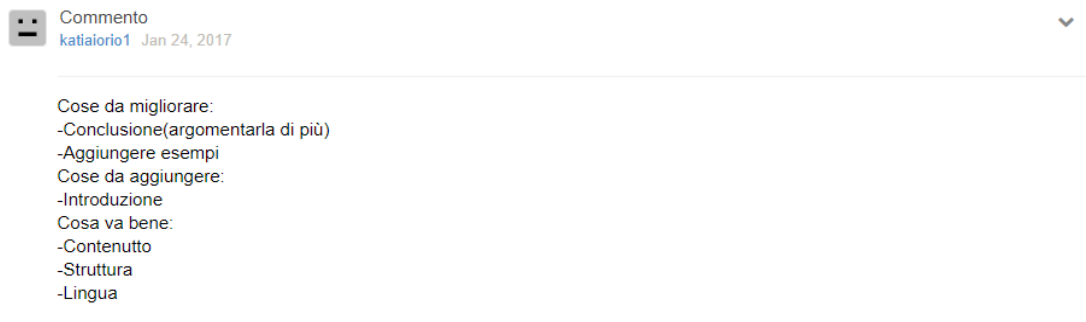 Commento
katiaiorio1 Jan 24, 2017
Cose da migliorare:
-Conclusione(argomentarla di più)
-Aggiungere esempi
Cose da aggiungere:
-Introduzione
Cosa va bene:
-Contenutto
-Struttura
-Lingua